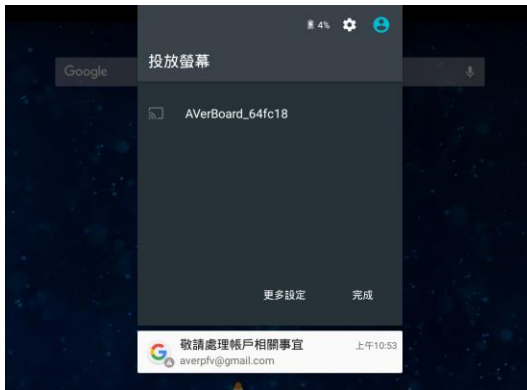 4%
投放螢幕
Google
AVerBoard_64fc18
更多設定 完成
敬請處理帳戶相關事宜 上午10:53
averpfv@gmail.com